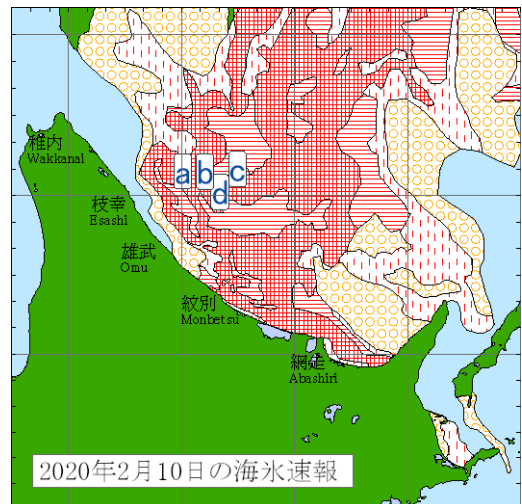 稚内
Wakkanai
a
b
c
d
枝幸
Esashi
雄武
Omu
紋別
Monbetsu
網走
Abashiri
2020年2月10日の海氷速報